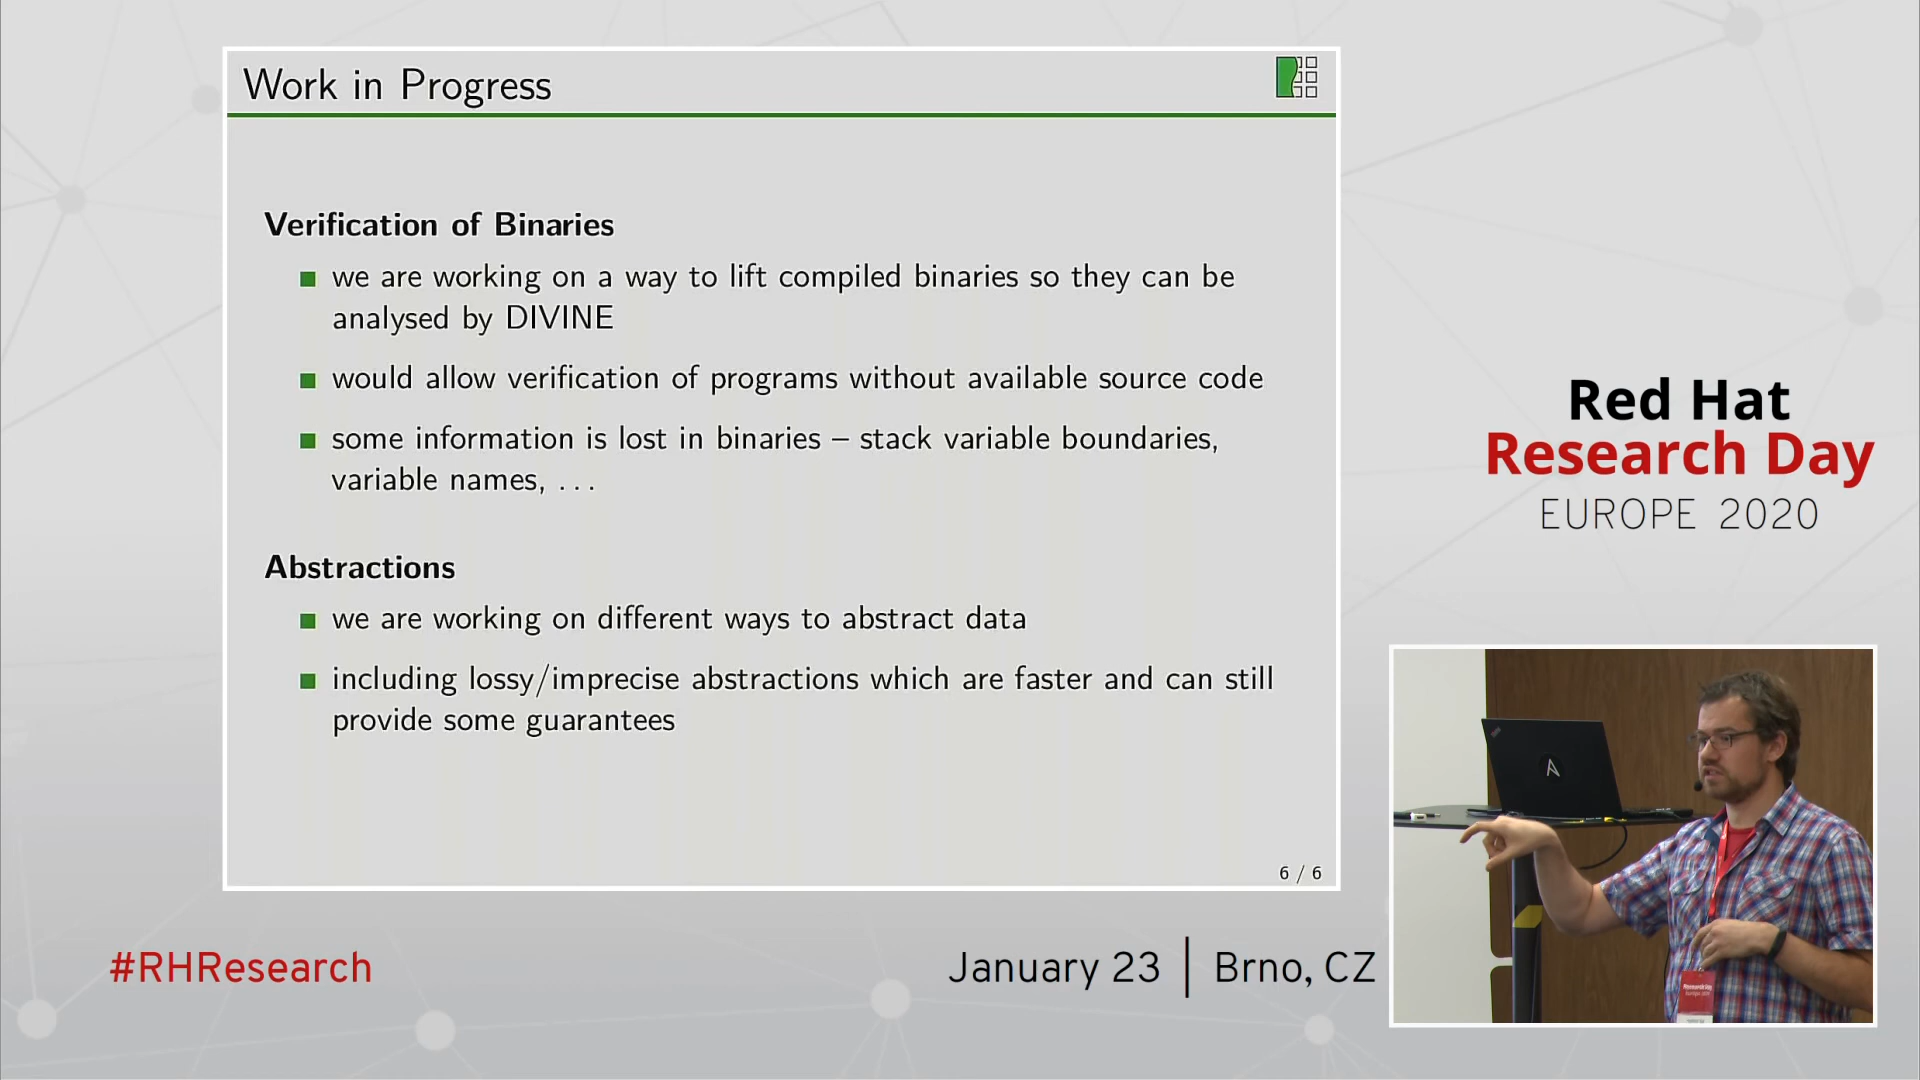 Work in Progress
Verification of Binaries
we are working on a way to lift compiled binaries so they can be
analysed by DIVINE
would allow verification of programs without available source code
some information is lost in binaries – stack variable boundaries,
variable names, . . .
Abstractions
we are working on different ways to abstract data
including lossy/imprecise abstractions which are faster and can still
provide some guarantees
6 / 6
Red Hat
Research Day
EUROPE 2020
#RHResearch
January 23 | Brno, CZ